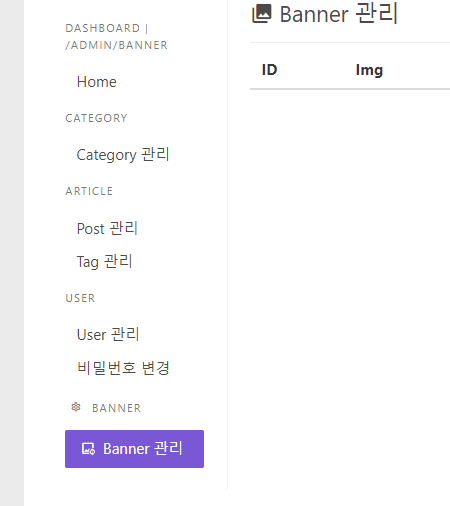 DASHBOARD |
/ADMIN/BANNER
Home
CATEGORY
Category 관리
ARTICLE
Post 관리
Tag 관리
USER
User 관리
비밀번호 변경
BANNER
Banner 관리
Banner 관리
ID Img